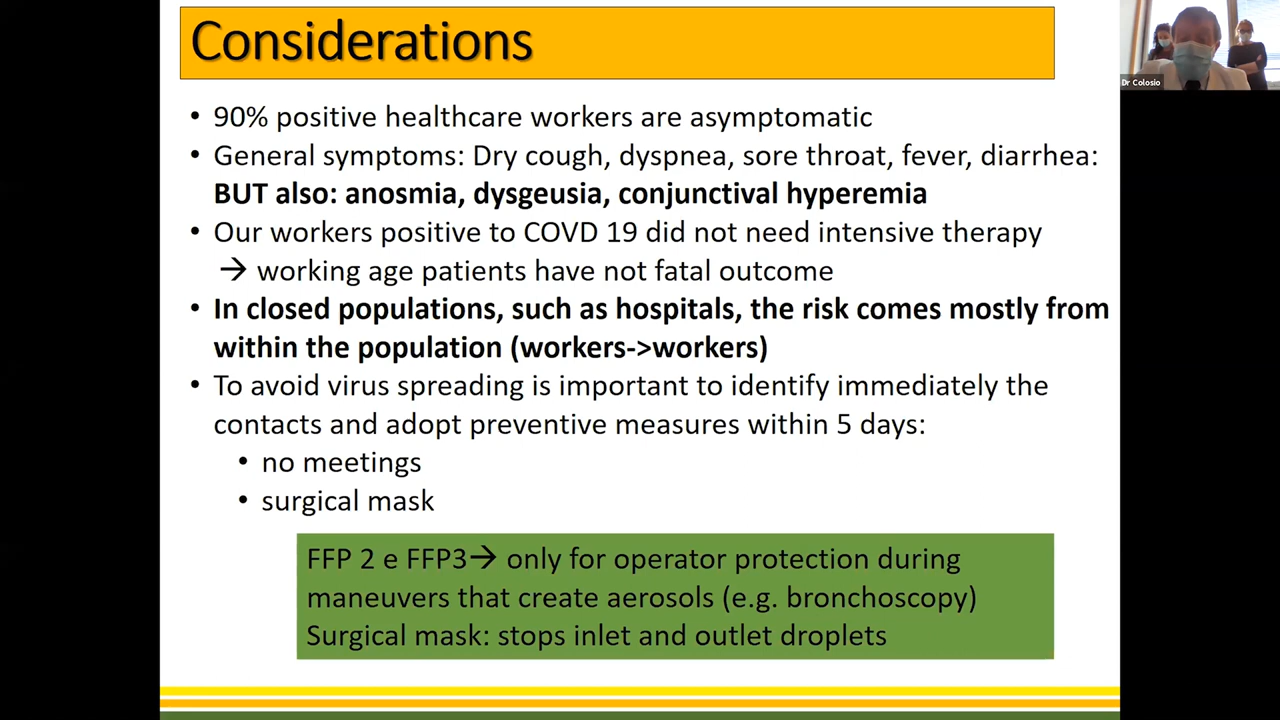 Considerations
Dr Colosio
• 90% positive healthcare workers are asymptomatic
• General symptoms: Dry cough, dyspnea, sore throat, fever, diarrhea:
BUT also: anosmia, dysgeusia, conjunctival hyperemia
• Our workers positive to COVD 19 did not need intensive therapy
→ working age patients have not fatal outcome
• In closed populations, such as hospitals, the risk comes mostly from
within the population (workers->workers)
• To avoid virus spreading is important to identify immediately the
contacts and adopt preventive measures within 5 days:
• no meetings
• surgical mask
FFP 2 e FFP3→ only for operator protection during
maneuvers that create aerosols (e.g. bronchoscopy)
Surgical mask: stops inlet and outlet droplets